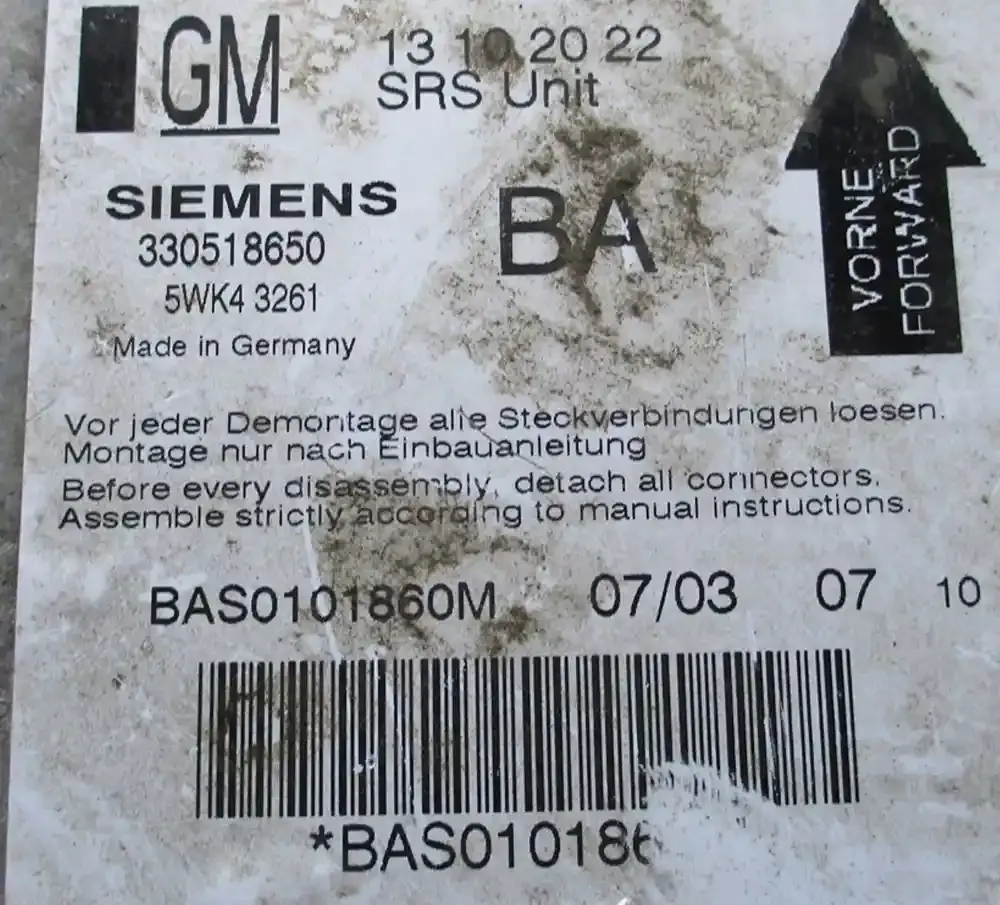 GM
13 10 20 22
SRS Unit
SIEMENS
330518650
5WK4 3261
Made in Germany
BA
VORNE
FORWARD
Vor jeder Demontage alle Steckverbindungen loesen.
Montage nur nach Einbauanleitung
Before every disassembly, detach all connectors.
Assemble strictly according to manual instructions.
BAS0101860M 07/03 07 10
*BAS010186